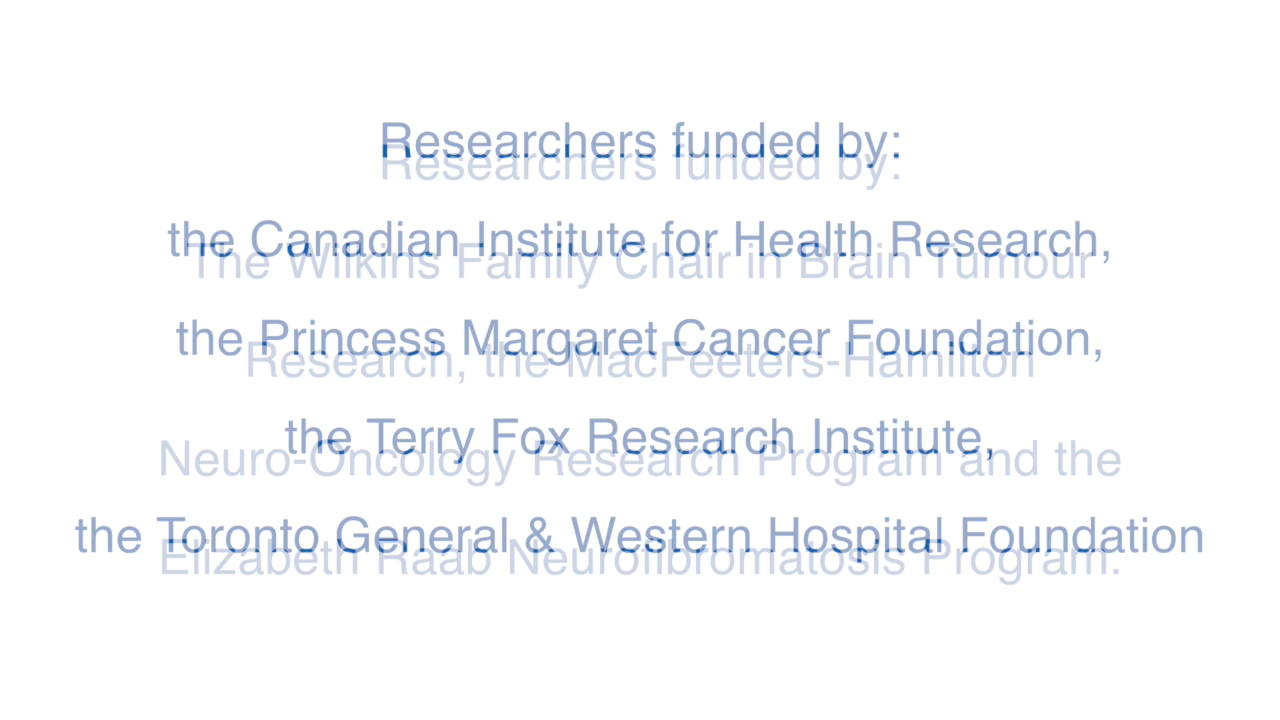 Researchers funded by:
Researchers funded by:
the Canadian Institute for Health Research,
The Wilkins Family Chair in Brain Tumour
the Princess Margaret Cancer Foundation,
Research, the MacFeeters-Hamilton
the Terry Fox Research Institute,
Neuro-Oncology Research Program and the
the Toronto General & Western Hospital Foundation
Elizabeth Raab Neurofibromatosis Program.